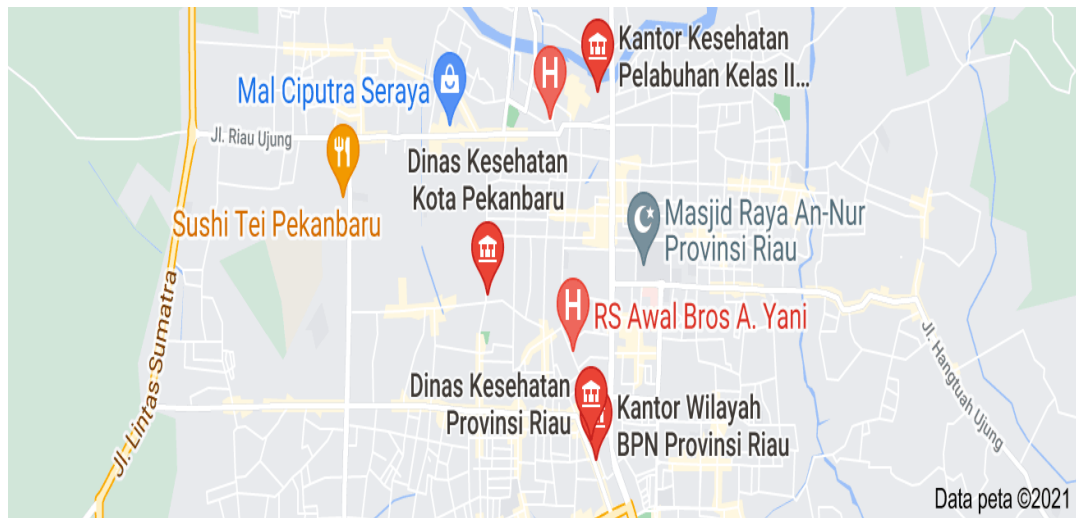 Kantor Kesehatan
Pelabuhan Kelas II...
H
Mal Ciputra Seraya
Jl. Riau Ujung
Dinas Kesehatan
Kota Pekanbaru
Sushi Tei Pekanbaru
Masjid Raya An-Nur
Provinsi Riau
H
RS Awal Bros A. Yani
Jl. Lintas Sumatra
Jl. Hangtuah Ujung
Dinas Kesehatan
Provinsi Riau
Kantor Wilayah
BPN Provinsi Riau
Data peta ©2021